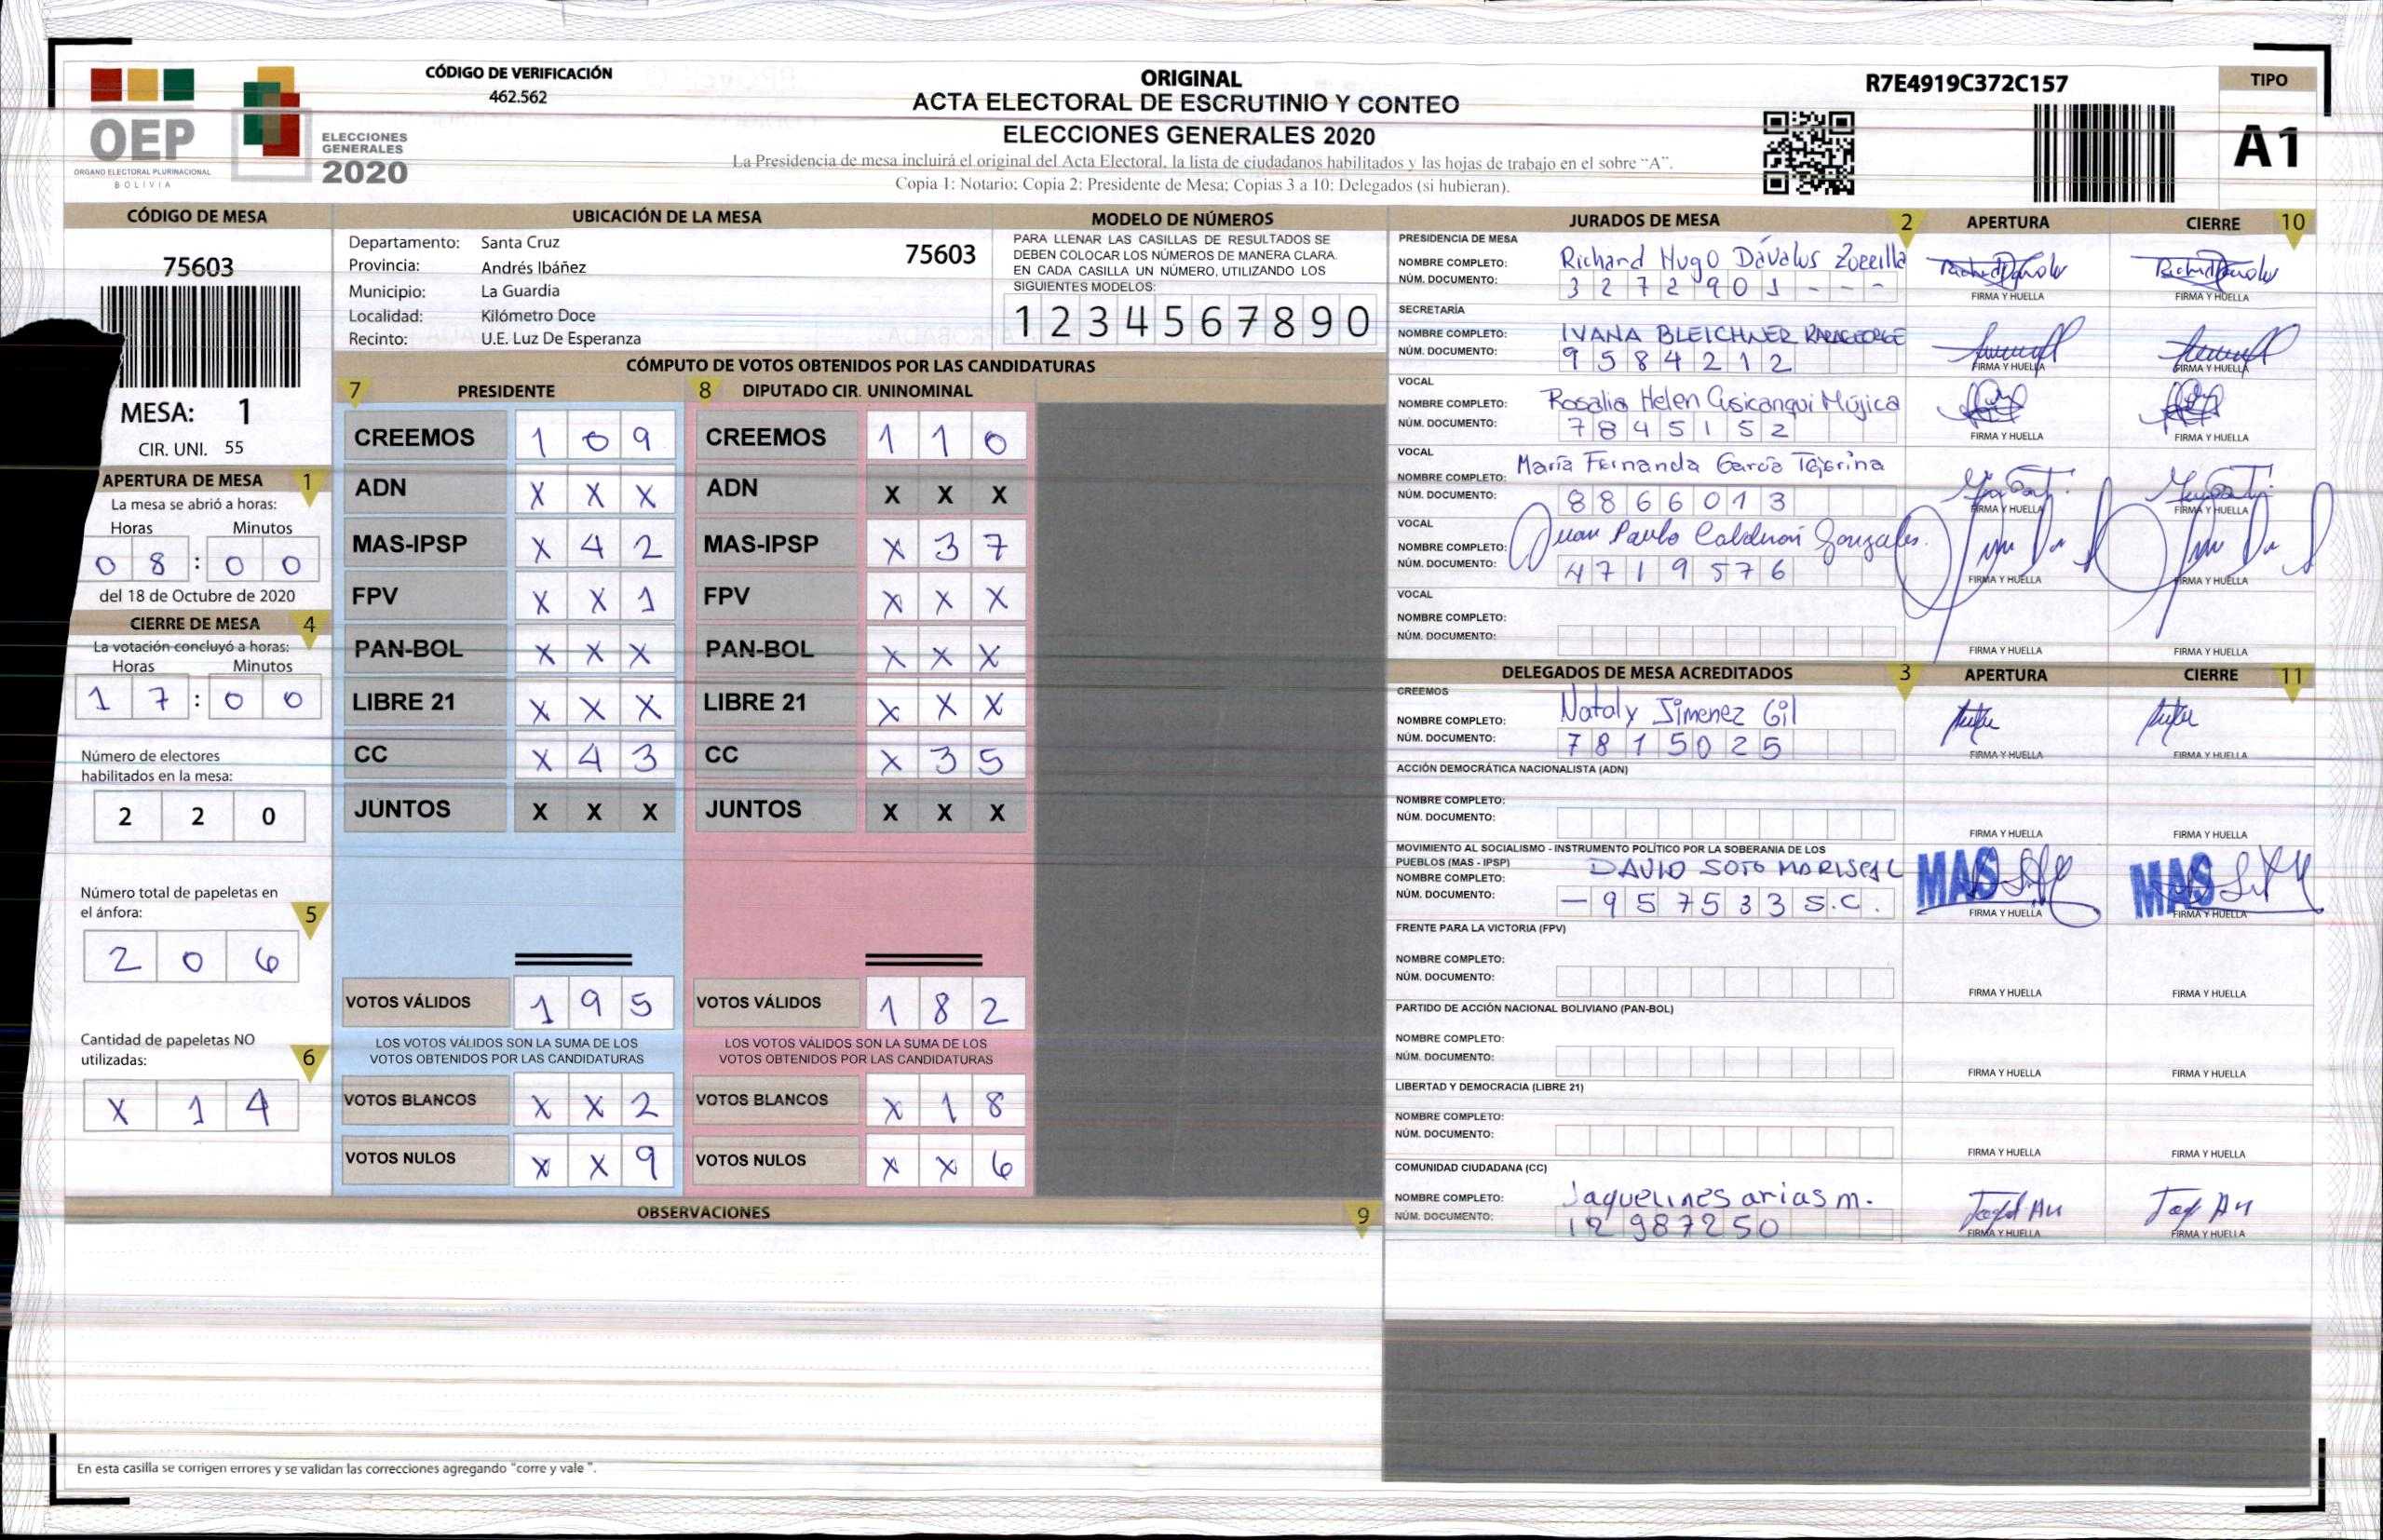 CÓDIGO DE VERIFICACIÓN
462.562
ORIGINAL
ACTA ELECTORAL DE ESCRUTINIO Y CONTEO
ELECCIONES GENERALES 2020
La Presidencia de mesa incluirá el original del Acta Electoral, la lista de ciudadanos habilitados y las hojas de trabajo en el sobre "A".
Copia 1: Notario; Copia 2: Presidente de Mesa; Copias 3 a 10: Delegados (si hubieran).
R7E4919C372C157
TIPO
A1
OEP
ORGANO ELECTORAL PLURINACIONAL
BOLIVIA
ELECCIONES
GENERALES
2020
CÓDIGO DE MESA
75603
MESA: 1
CIR. UNI. 55
APERTURA DE MESA 1
La mesa se abrió a horas:
Horas Minutos
0 8 : 0 0
del 18 de Octubre de 2020
CIERRE DE MESA 4
La votación concluyó a horas:
Horas Minutos
1 7 : 0 0
Número de electores
habilitados en la mesa:
2 2 0
Número total de papeletas en
el ánfora: 5
2 0 6
Cantidad de papeletas NO
utilizadas: 6
X 1 4
UBICACIÓN DE LA MESA
Departamento: Santa Cruz 75603
Provincia: Andrés Ibáñez
Municipio: La Guardia
Localidad: Kilómetro Doce
Recinto: U.E. Luz De Esperanza
MODELO DE NÚMEROS
PARA LLENAR LAS CASILLAS DE RESULTADOS SE
DEBEN COLOCAR LOS NÚMEROS DE MANERA CLARA.
EN CADA CASILLA UN NÚMERO, UTILIZANDO LOS
SIGUIENTES MODELOS:
1 2 3 4 5 6 7 8 9 0
CÓMPUTO DE VOTOS OBTENIDOS POR LAS CANDIDATURAS
7 PRESIDENTE
CREEMOS 1 0 9
ADN X X X
MAS-IPSP X 4 2
FPV X X 1
PAN-BOL X X X
LIBRE 21 X X X
CC X 4 3
JUNTOS X X X
VOTOS VÁLIDOS 1 9 5
LOS VOTOS VÁLIDOS SON LA SUMA DE LOS
VOTOS OBTENIDOS POR LAS CANDIDATURAS
VOTOS BLANCOS X X 2
VOTOS NULOS X X 9
8 DIPUTADO CIR. UNINOMINAL
CREEMOS 1 1 0
ADN X X X
MAS-IPSP X 3 7
FPV X X X
PAN-BOL X X X
LIBRE 21 X X X
CC X 3 5
JUNTOS X X X
VOTOS VÁLIDOS 1 8 2
LOS VOTOS VÁLIDOS SON LA SUMA DE LOS
VOTOS OBTENIDOS POR LAS CANDIDATURAS
VOTOS BLANCOS X 1 8
VOTOS NULOS X X 6
OBSERVACIONES 9
En esta casilla se corrigen errores y se validan las correcciones agregando "corre y vale".
JURADOS DE MESA 2 APERTURA CIERRE 10
PRESIDENCIA DE MESA
NOMBRE COMPLETO: Richard Hugo Dávalos
NÚM. DOCUMENTO: 3 2 7 2 9 0 1 - - -
FIRMA Y HUELLA FIRMA Y HUELLA
SECRETARÍA
NOMBRE COMPLETO: IVANA BLEICHNER
NÚM. DOCUMENTO: 9 5 8 4 2 1 2
FIRMA Y HUELLA FIRMA Y HUELLA
VOCAL
NOMBRE COMPLETO: Rosalia Helen Cusicanqui Mújica
NÚM. DOCUMENTO: 7 8 4 5 1 5 2
FIRMA Y HUELLA FIRMA Y HUELLA
VOCAL
NOMBRE COMPLETO: María Fernanda García Tejerina
NÚM. DOCUMENTO: 8 8 6 6 0 1 3
FIRMA Y HUELLA FIRMA Y HUELLA
VOCAL
NOMBRE COMPLETO: Juan Paulo Calderón Gonzales.
NÚM. DOCUMENTO: 4 7 1 9 5 7 6
FIRMA Y HUELLA FIRMA Y HUELLA
VOCAL
NOMBRE COMPLETO:
NÚM. DOCUMENTO:
FIRMA Y HUELLA FIRMA Y HUELLA
DELEGADOS DE MESA ACREDITADOS 3 APERTURA CIERRE 11
CREEMOS
NOMBRE COMPLETO: Nataly Jimenez Gil
NÚM. DOCUMENTO: 7 8 1 5 0 2 5
FIRMA Y HUELLA FIRMA Y HUELLA
ACCIÓN DEMOCRÁTICA NACIONALISTA (ADN)
NOMBRE COMPLETO:
NÚM. DOCUMENTO:
FIRMA Y HUELLA FIRMA Y HUELLA
MOVIMIENTO AL SOCIALISMO - INSTRUMENTO POLÍTICO POR LA SOBERANIA DE LOS
PUEBLOS (MAS - IPSP)
NOMBRE COMPLETO: DAVID SOTO MARISCAL
NÚM. DOCUMENTO: - 9 5 7 5 3 3 S.C.
MAS MAS
FIRMA Y HUELLA FIRMA Y HUELLA
FRENTE PARA LA VICTORIA (FPV)
NOMBRE COMPLETO:
NÚM. DOCUMENTO:
FIRMA Y HUELLA FIRMA Y HUELLA
PARTIDO DE ACCIÓN NACIONAL BOLIVIANO (PAN-BOL)
NOMBRE COMPLETO:
NÚM. DOCUMENTO:
FIRMA Y HUELLA FIRMA Y HUELLA
LIBERTAD Y DEMOCRACIA (LIBRE 21)
NOMBRE COMPLETO:
NÚM. DOCUMENTO:
FIRMA Y HUELLA FIRMA Y HUELLA
COMUNIDAD CIUDADANA (CC)
NOMBRE COMPLETO: Jaquelines arias m.
NÚM. DOCUMENTO: 12987250
FIRMA Y HUELLA FIRMA Y HUELLA